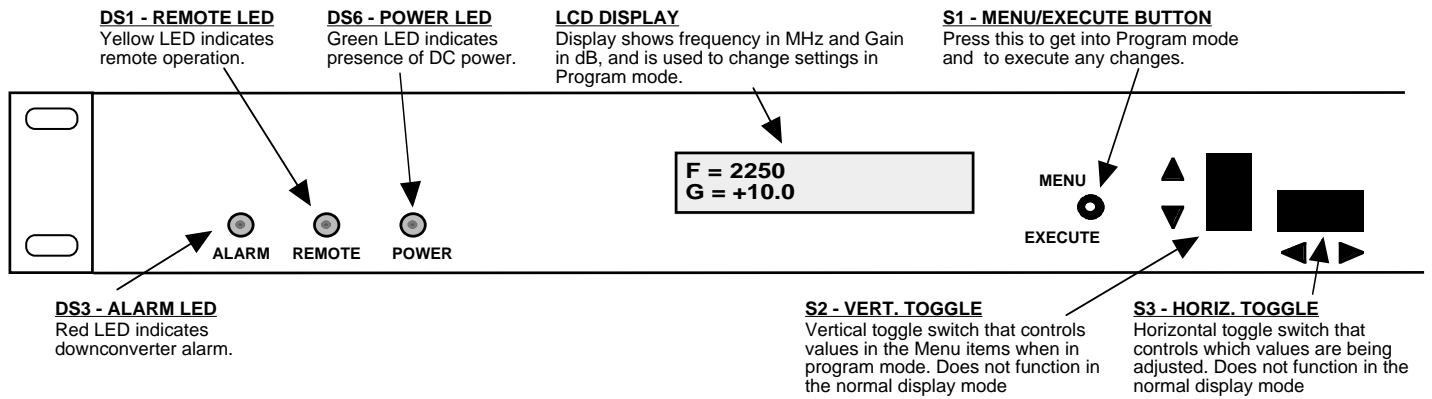 DS1 - REMOTE LED
Yellow LED indicates
remote operation.
DS6 - POWER LED
Green LED indicates
presence of DC power.
LCD DISPLAY
Display shows frequency in MHz and Gain
in dB, and is used to change settings in
Program mode.
S1 - MENU/EXECUTE BUTTON
Press this to get into Program mode
and to execute any changes.
F = 2250
G = +10.0
MENU
EXECUTE
ALARM
REMOTE
POWER
DS3 - ALARM LED
Red LED indicates
downconverter alarm.
S2 - VERT. TOGGLE
Vertical toggle switch that controls
values in the Menu items when in
program mode. Does not function in
the normal display mode
S3 - HORIZ. TOGGLE
Horizontal toggle switch that
controls which values are being
adjusted. Does not function in the
normal display mode